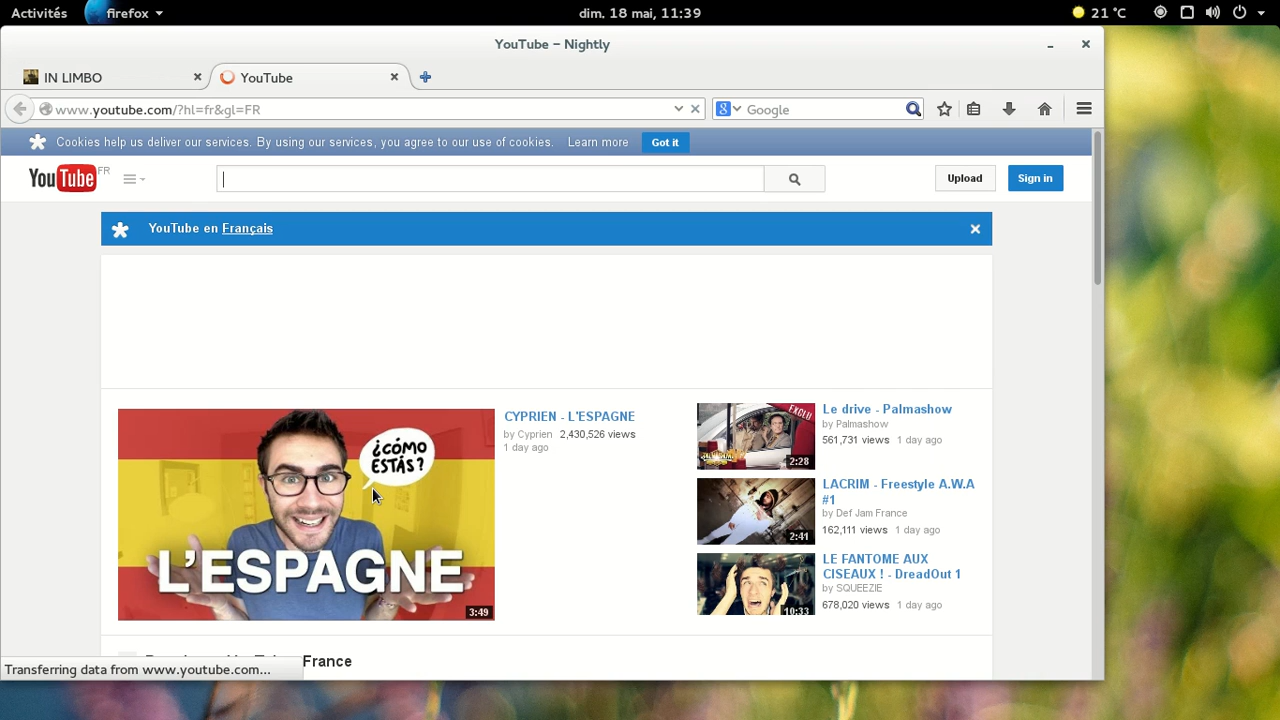 Activités firefox dim. 18 mai, 11:39 21 °C
YouTube – Nightly
IN LIMBO YouTube
www.youtube.com/?hl=fr&gl=FR Google
Cookies help us deliver our services. By using our services, you agree to our use of cookies. Learn more Got it
YouTube FR Upload Sign in
YouTube en Français
CYPRIEN - L'ESPAGNE
by Cyprien 2,430,526 views
1 day ago
¿CÓMO
ESTÁS?
L'ESPAGNE
3:49
EXCLU
2:28
Le drive - Palmashow
by Palmashow
561,731 views 1 day ago
2:41
LACRIM - Freestyle A.W.A
#1
by Def Jam France
162,111 views 1 day ago
10:33
LE FANTOME AUX
CISEAUX ! - DreadOut 1
by SQUEEZIE
678,020 views 1 day ago
France
Transferring data from www.youtube.com...